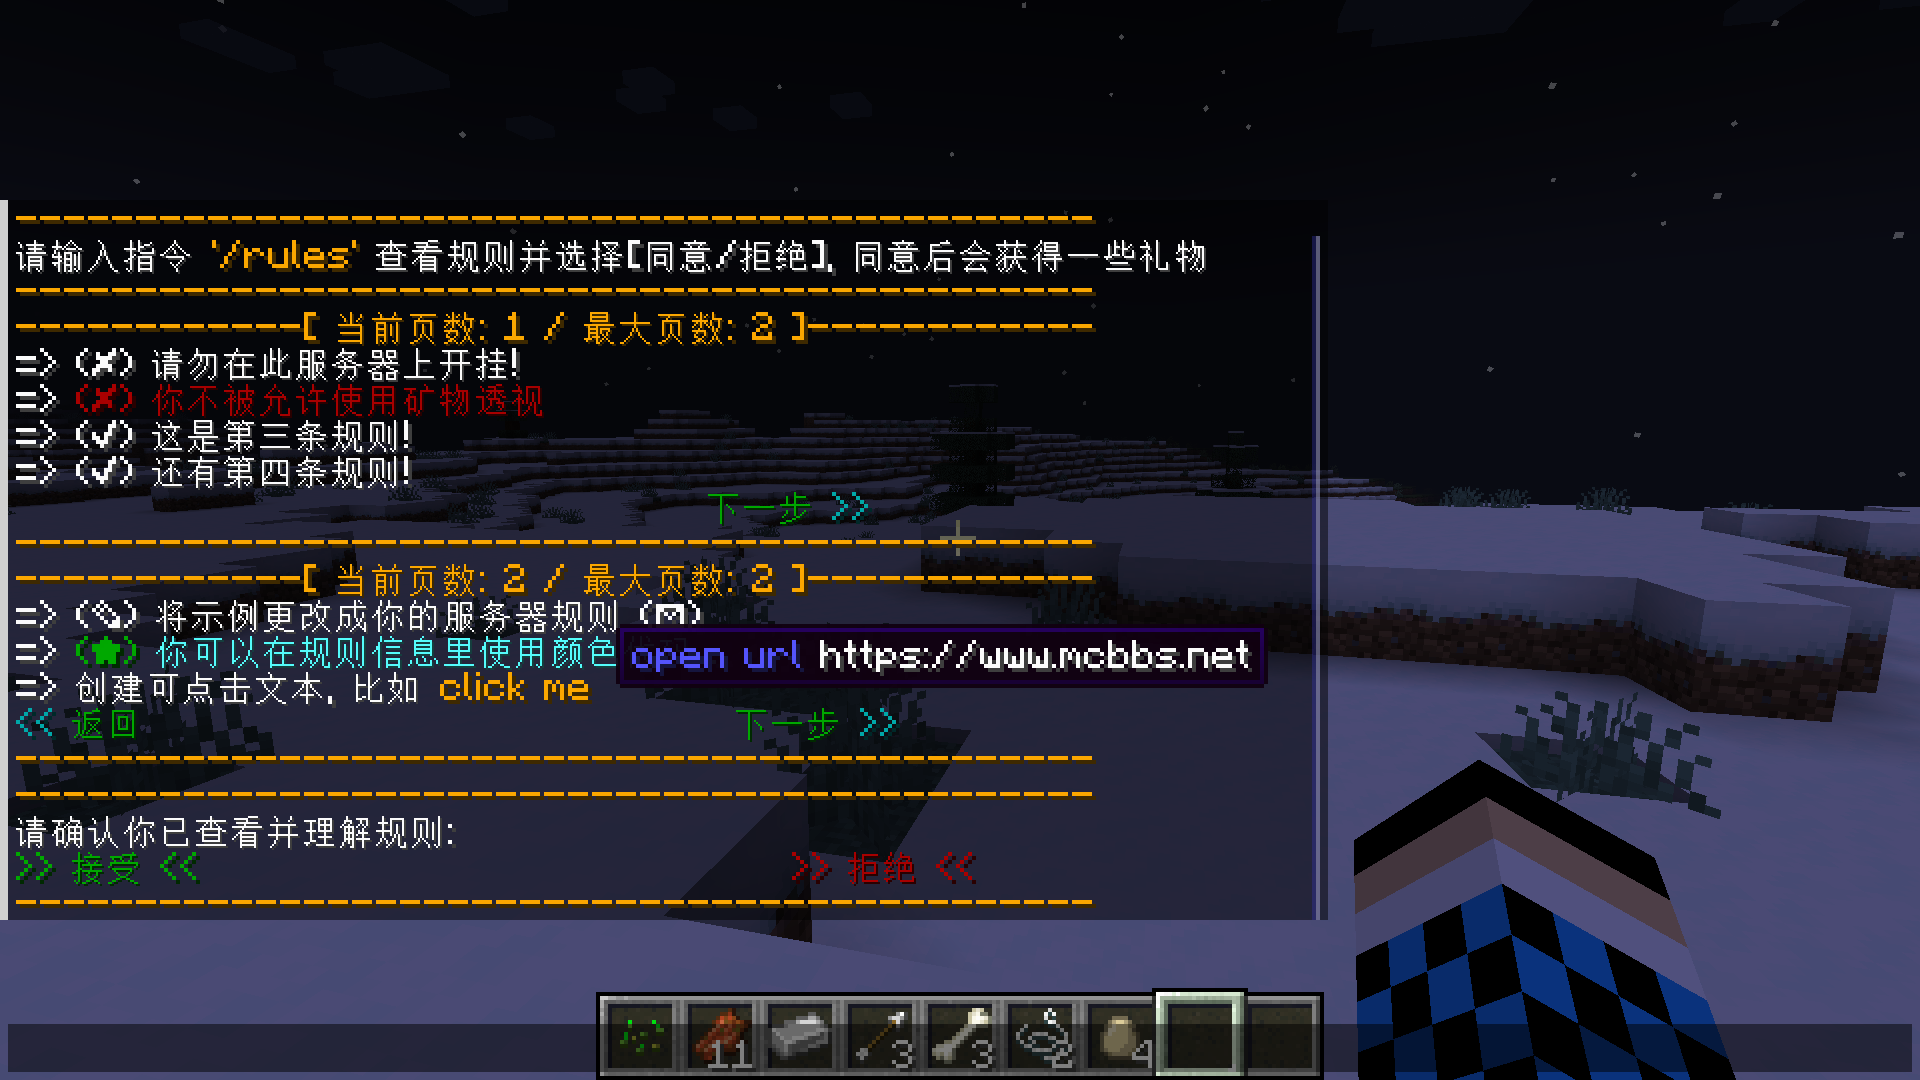 请输入指令 '/rules' 查看规则并选择[同意/拒绝], 同意后会获得一些礼物
[ 当前页数: 1 / 最大页数: 2 ]
=> (✗) 请勿在此服务器上开挂!
=> (✗) 你不被允许使用矿物透视
=> (✓) 这是第三条规则!
=> (✓) 还有第四条规则!
下一步 >>
[ 当前页数: 2 / 最大页数: 2 ]
=> (✎) 将示例更改成你的服务器规则 (✉)
=> (★) 你可以在规则信息里使用颜色
open url https://www.mcbbs.net
=> 创建可点击文本, 比如 click me
<< 返回 下一步 >>
请确认你已查看并理解规则:
>> 接受 << >> 拒绝 <<
11 3 3 2 4